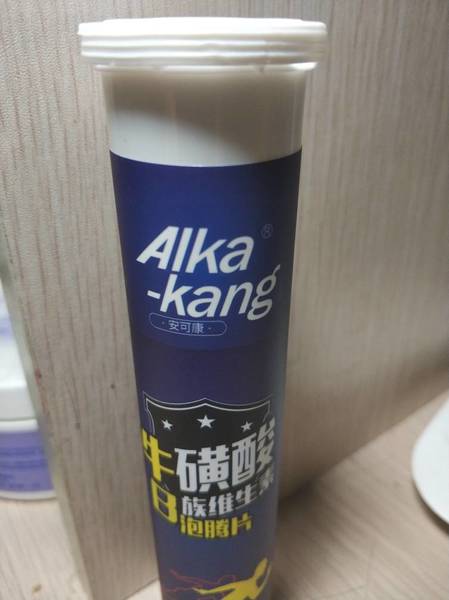 Alka®
-kang
·安可康·
牛磺酸
B族维生素
泡腾片